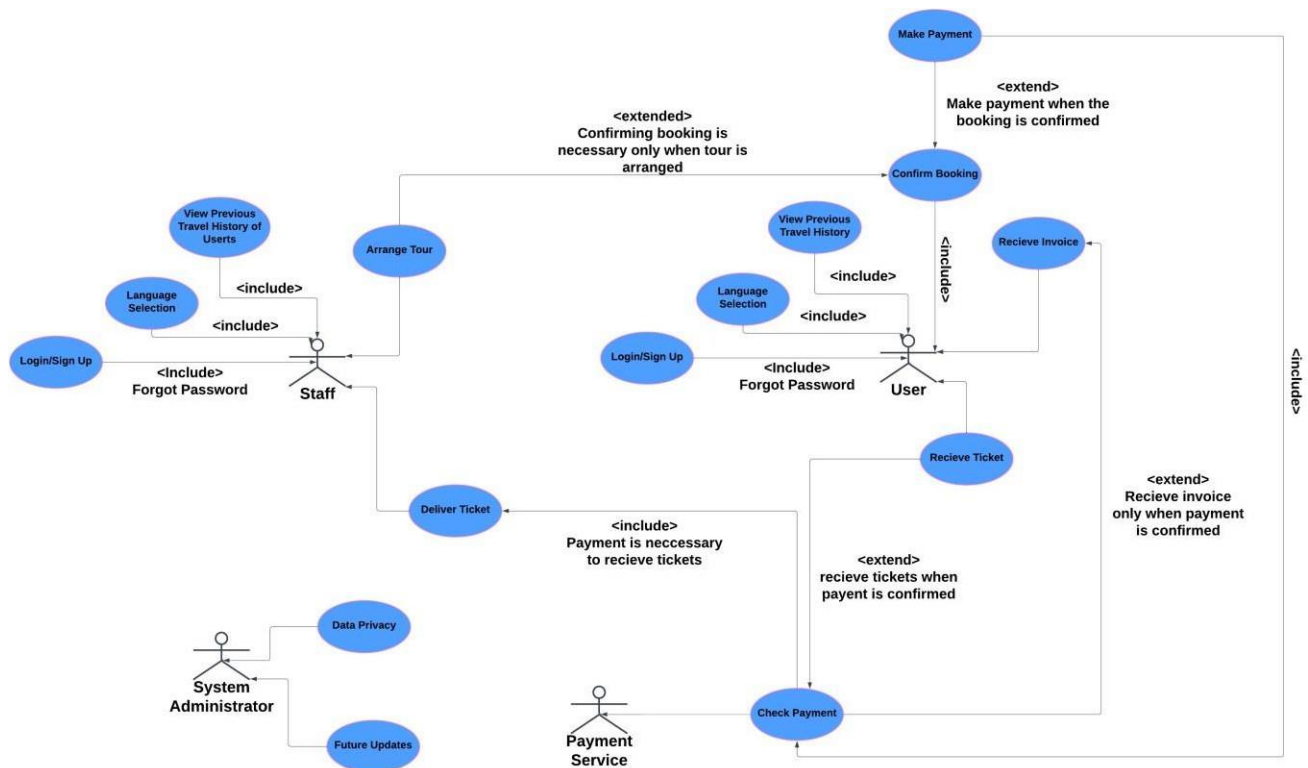 Make Payment
<extend>
Make payment when the
booking is confirmed
<extended>
Confirming booking is
necessary only when tour is
arranged
Confirm Booking
View Previous
Travel History of
Userts
Arrange Tour
View Previous
Travel History
Recieve Invoice
<include>
<include>
<include>
Language
Selection
<include>
Language
Selection
<include>
Login/Sign Up
<Include>
Forgot Password
Staff
Login/Sign Up
<Include>
Forgot Password
User
<include>
Recieve Ticket
Deliver Ticket
<include>
Payment is neccessary
to recieve tickets
<extend>
Recieve invoice
only when payment
is confirmed
<extend>
recieve tickets when
payent is confirmed
Data Privacy
System
Administrator
Future Updates
Payment
Service
Check Payment